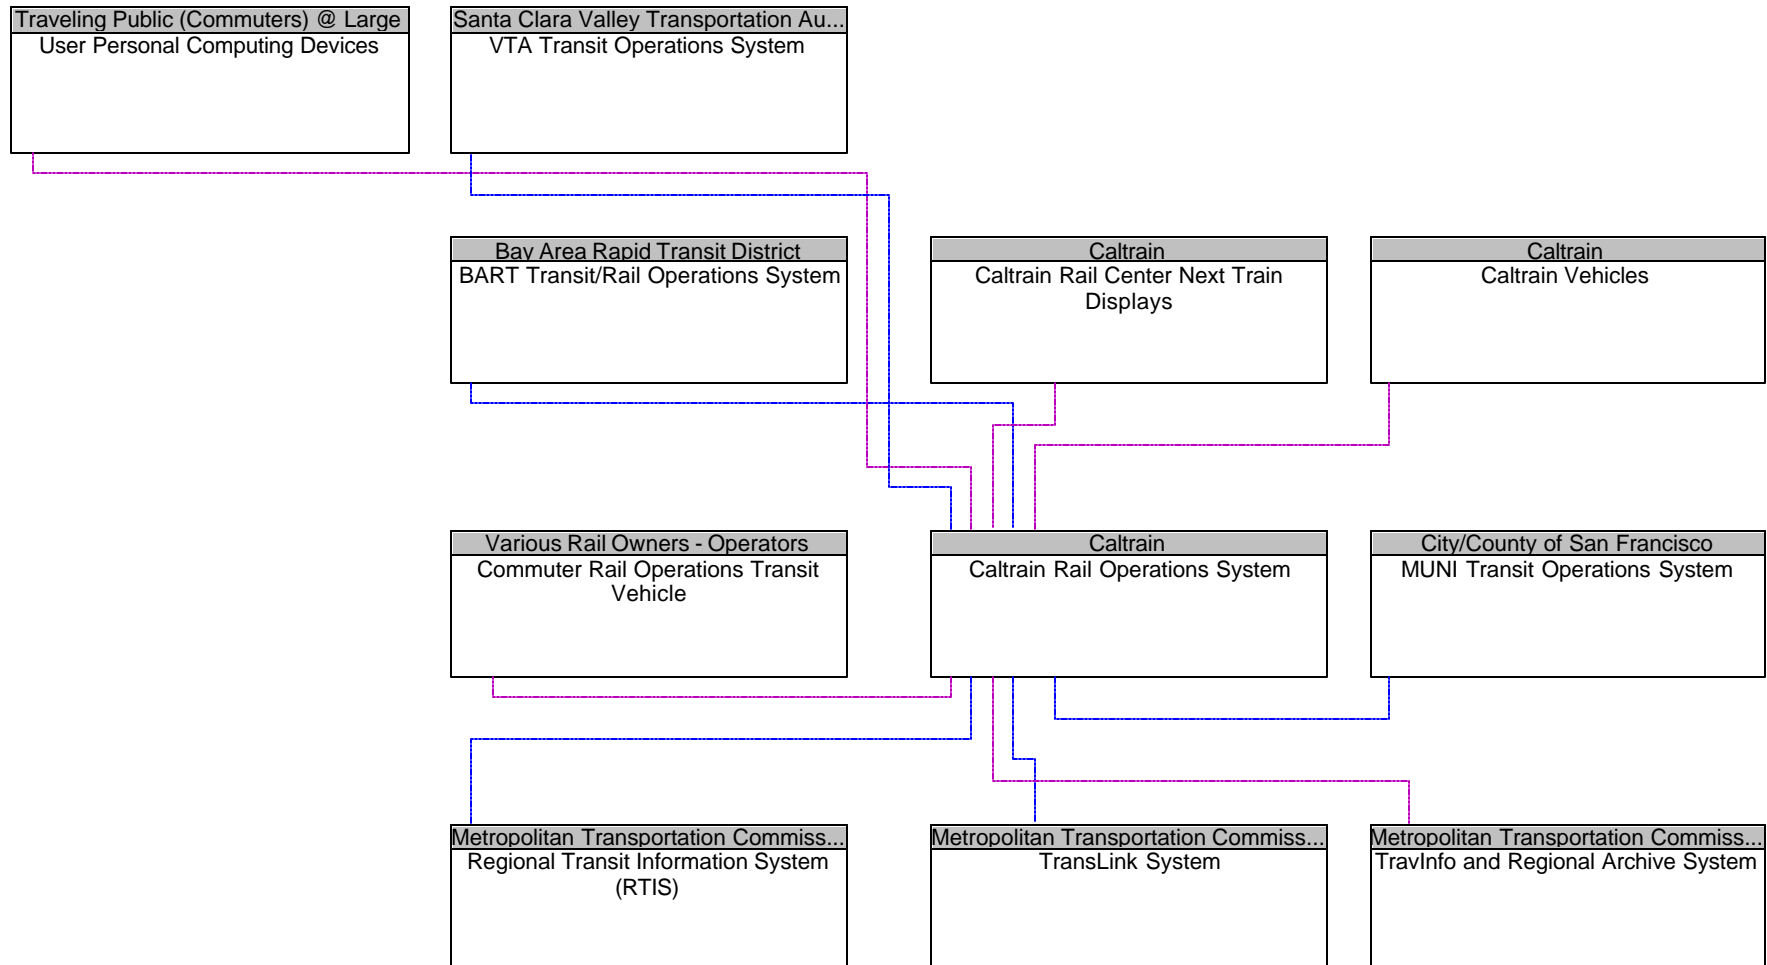 Traveling Public (Commuters) @ Large
User Personal Computing Devices
Santa Clara Valley Transportation Au...
VTA Transit Operations System
Bay Area Rapid Transit District
BART Transit/Rail Operations System
Caltrain
Caltrain Rail Center Next Train
Displays
Caltrain
Caltrain Vehicles
Various Rail Owners - Operators
Commuter Rail Operations Transit
Vehicle
Caltrain
Caltrain Rail Operations System
City/County of San Francisco
MUNI Transit Operations System
Metropolitan Transportation Commiss...
Regional Transit Information System
(RTIS)
Metropolitan Transportation Commiss...
TransLink System
Metropolitan Transportation Commiss...
TravInfo and Regional Archive System